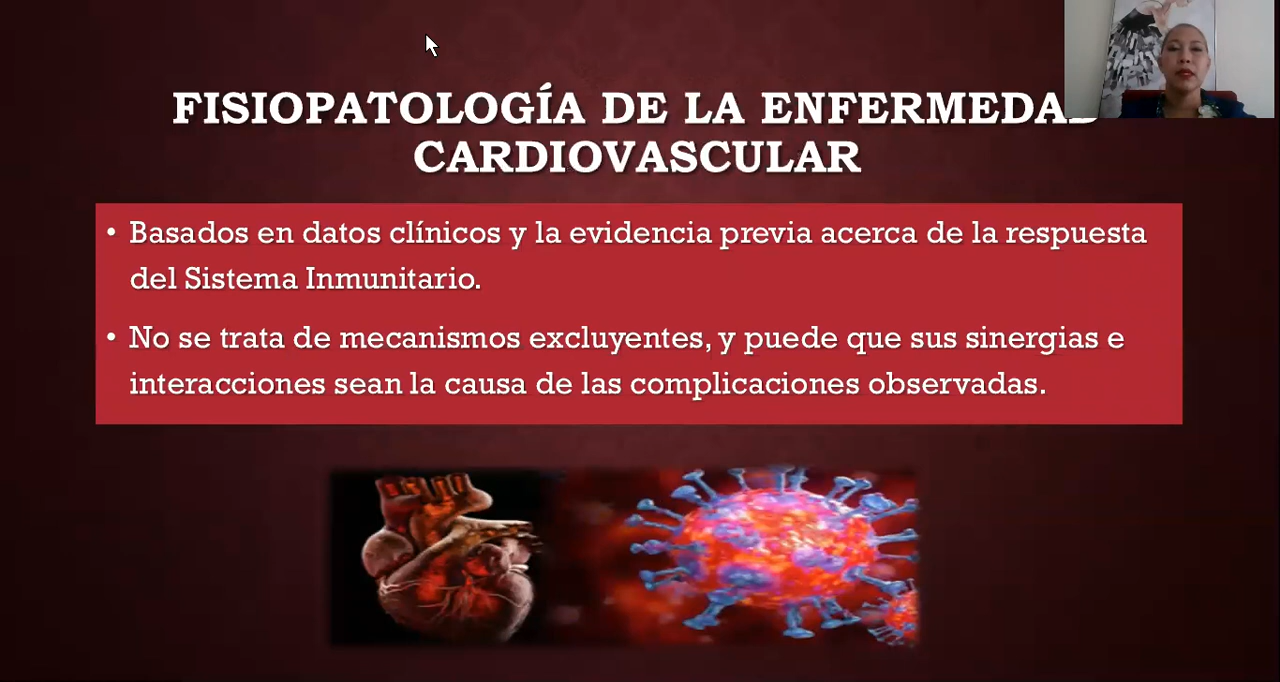 FISIOPATOLOGÍA DE LA ENFERMEDAD
CARDIOVASCULAR
• Basados en datos clínicos y la evidencia previa acerca de la respuesta
del Sistema Inmunitario.
• No se trata de mecanismos excluyentes, y puede que sus sinergias e
interacciones sean la causa de las complicaciones observadas.